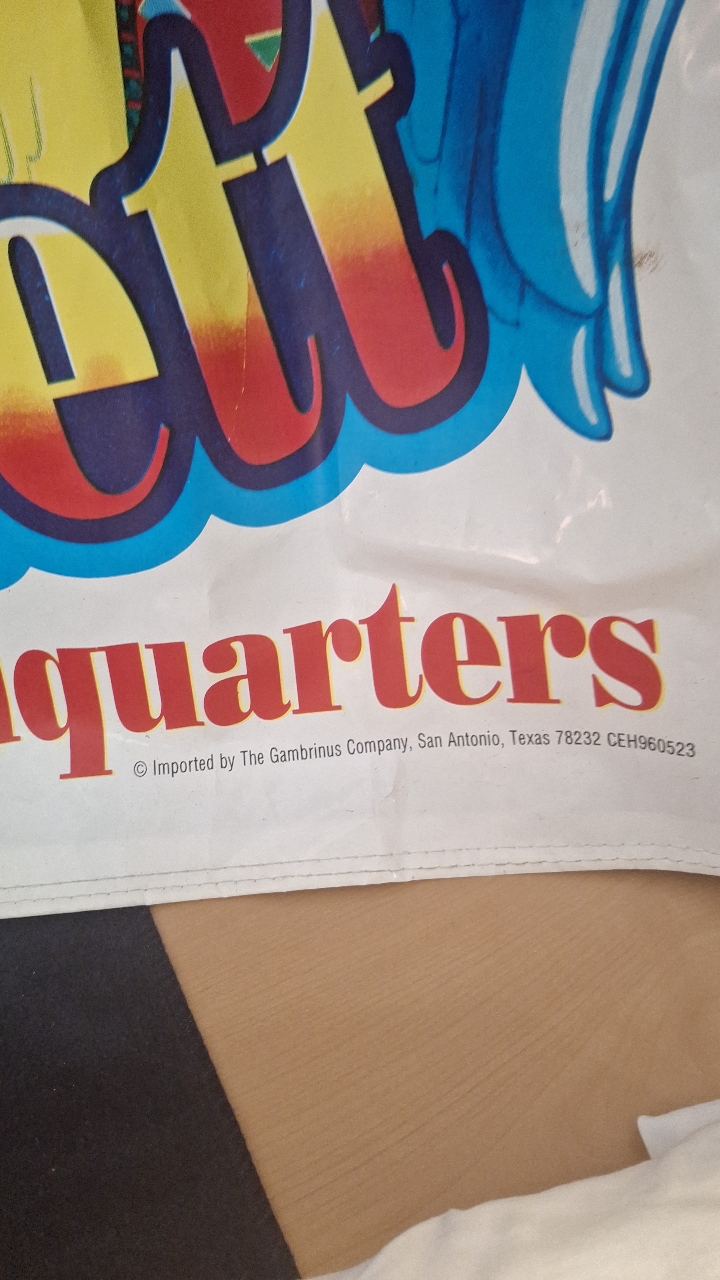 ett
quarters
© Imported by The Gambrinus Company, San Antonio, Texas 78232 CEH960523